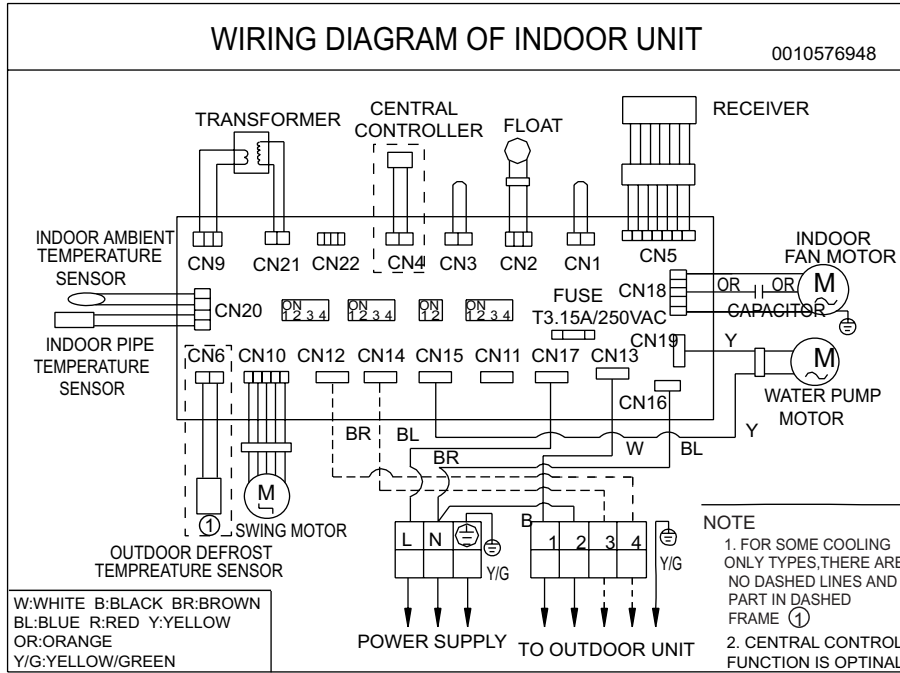 WIRING DIAGRAM OF INDOOR UNIT
0010576948
TRANSFORMER
CENTRAL
CONTROLLER
FLOAT
RECEIVER
INDOOR AMBIENT
TEMPERATURE
SENSOR
CN9
CN21
CN22
CN4
CN3
CN2
CN1
CN5
INDOOR
FAN MOTOR
M
CN20
ON
1 2 3 4
ON
1 2 3 4
ON
1 2
ON
1 2 3 4
FUSE
T3.15A/250VAC
CN18
OR
OR
CAPACITOR
INDOOR PIPE
TEMPERATURE
SENSOR
CN6
CN10
CN12
CN14
CN15
CN11
CN17
CN13
CN19
Y
M
WATER PUMP
MOTOR
CN16
BR
BL
BR
W
BL
Y
M
1
SWING MOTOR
OUTDOOR DEFROST
TEMPREATURE SENSOR
L
N
Y/G
B
1
2
3
4
Y/G
POWER SUPPLY
TO OUTDOOR UNIT
NOTE
1. FOR SOME COOLING
ONLY TYPES,THERE ARE
NO DASHED LINES AND
PART IN DASHED
FRAME 1
2. CENTRAL CONTROL
FUNCTION IS OPTINAL
W:WHITE B:BLACK BR:BROWN
BL:BLUE R:RED Y:YELLOW
OR:ORANGE
Y/G:YELLOW/GREEN